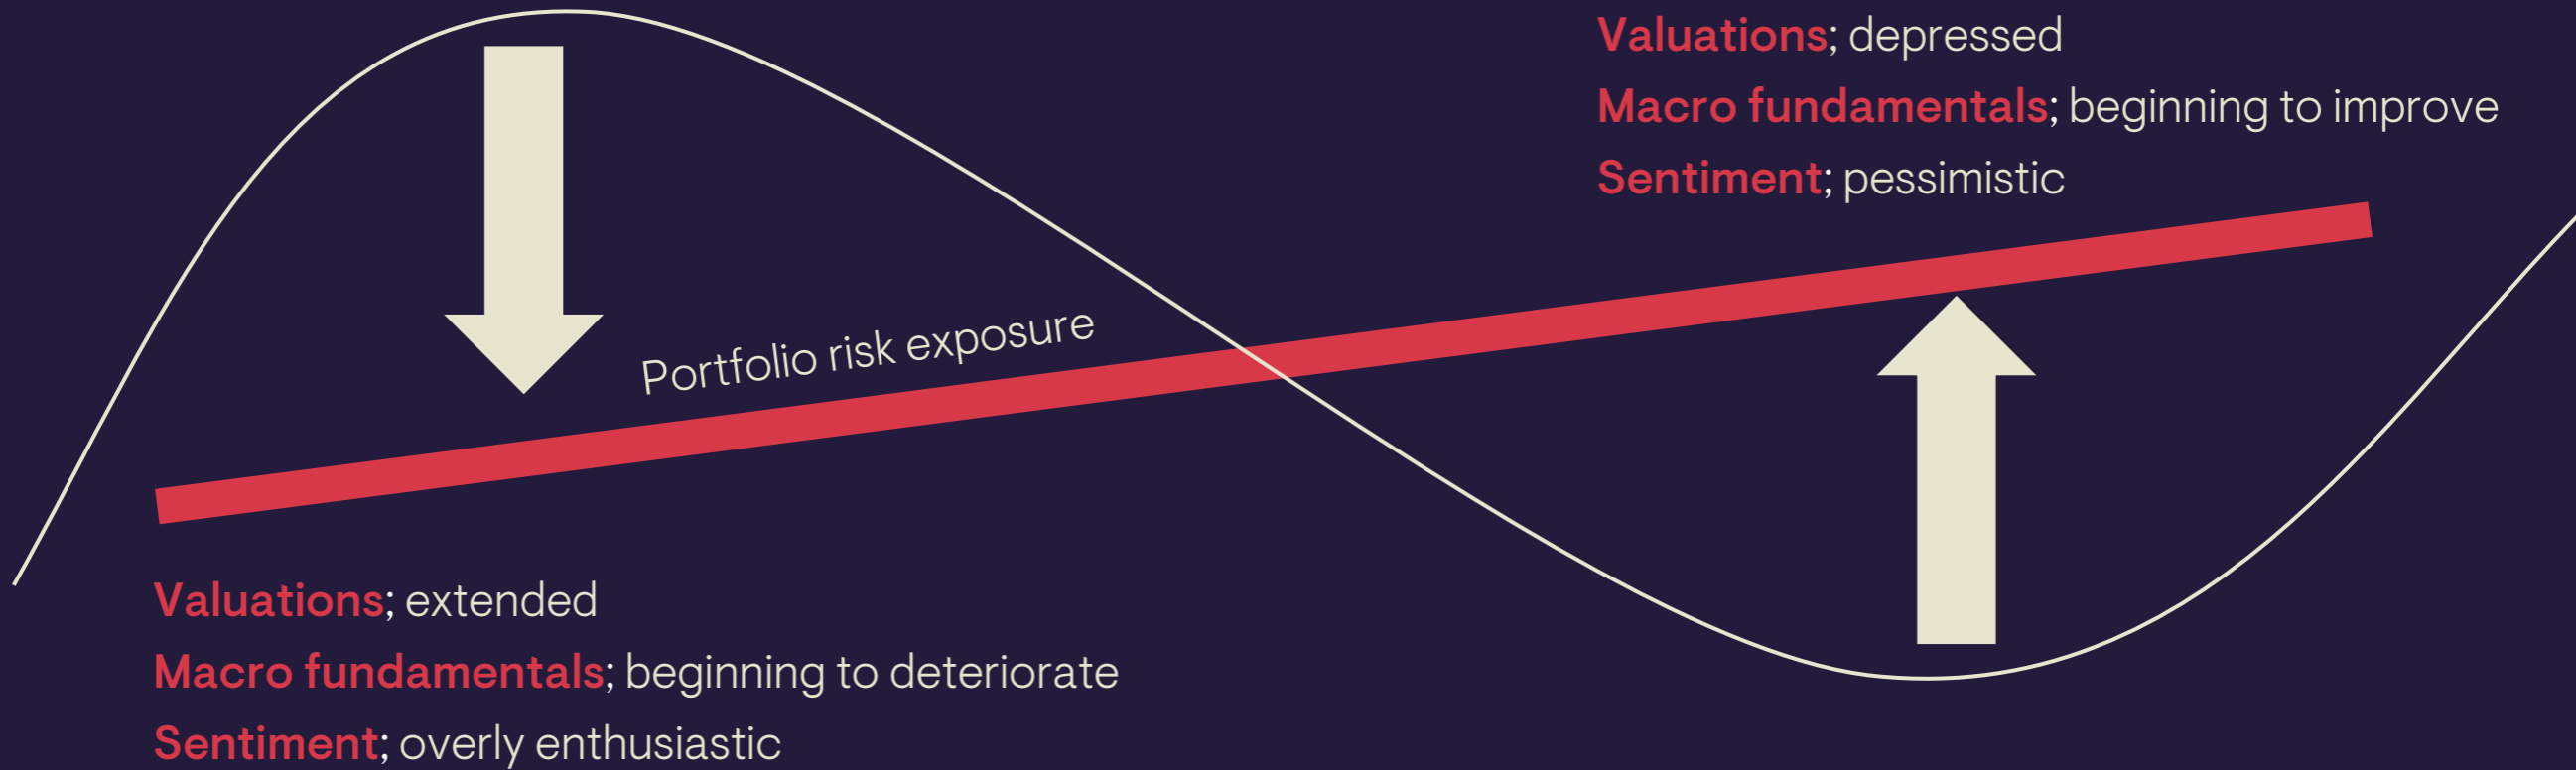 Valuations; depressed
Macro fundamentals; beginning to improve
Sentiment; pessimistic
Portfolio risk exposure
Valuations; extended
Macro fundamentals; beginning to deteriorate
Sentiment; overly enthusiastic